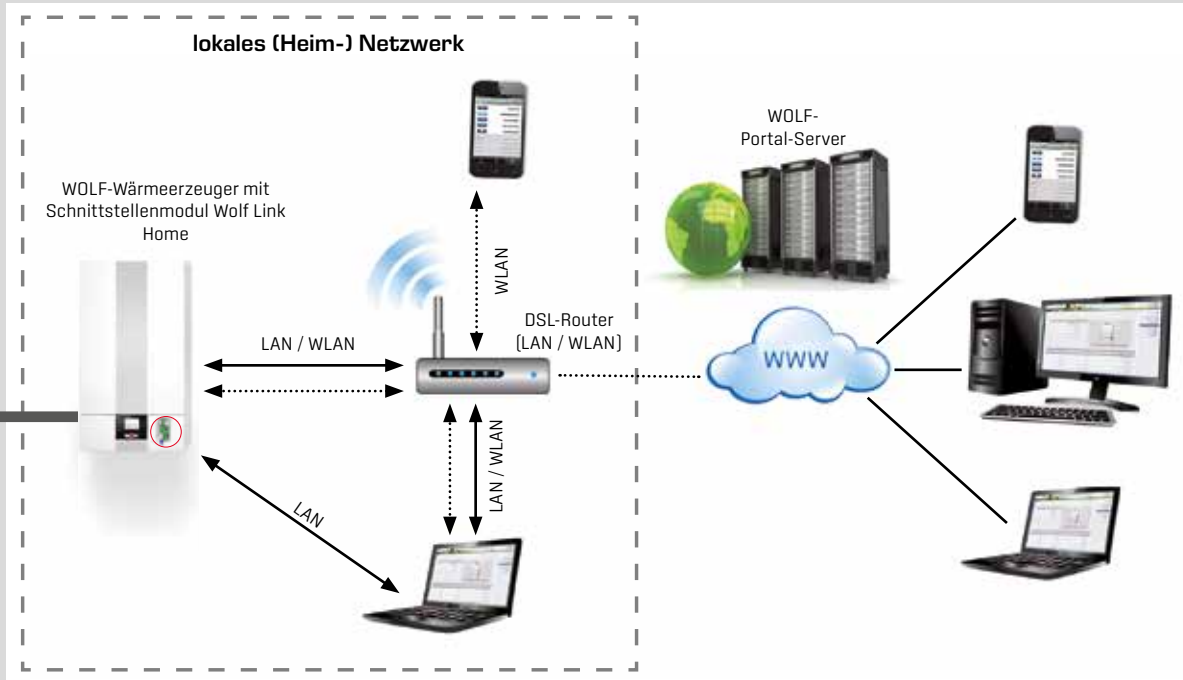 lokales (Heim-) Netzwerk
WOLF-
Portal-Server
WOLF-Wärmeerzeuger mit
Schnittstellenmodul Wolf Link
Home
WLAN
DSL-Router
(LAN / WLAN)
LAN / WLAN
WWW
LAN / WLAN
LAN